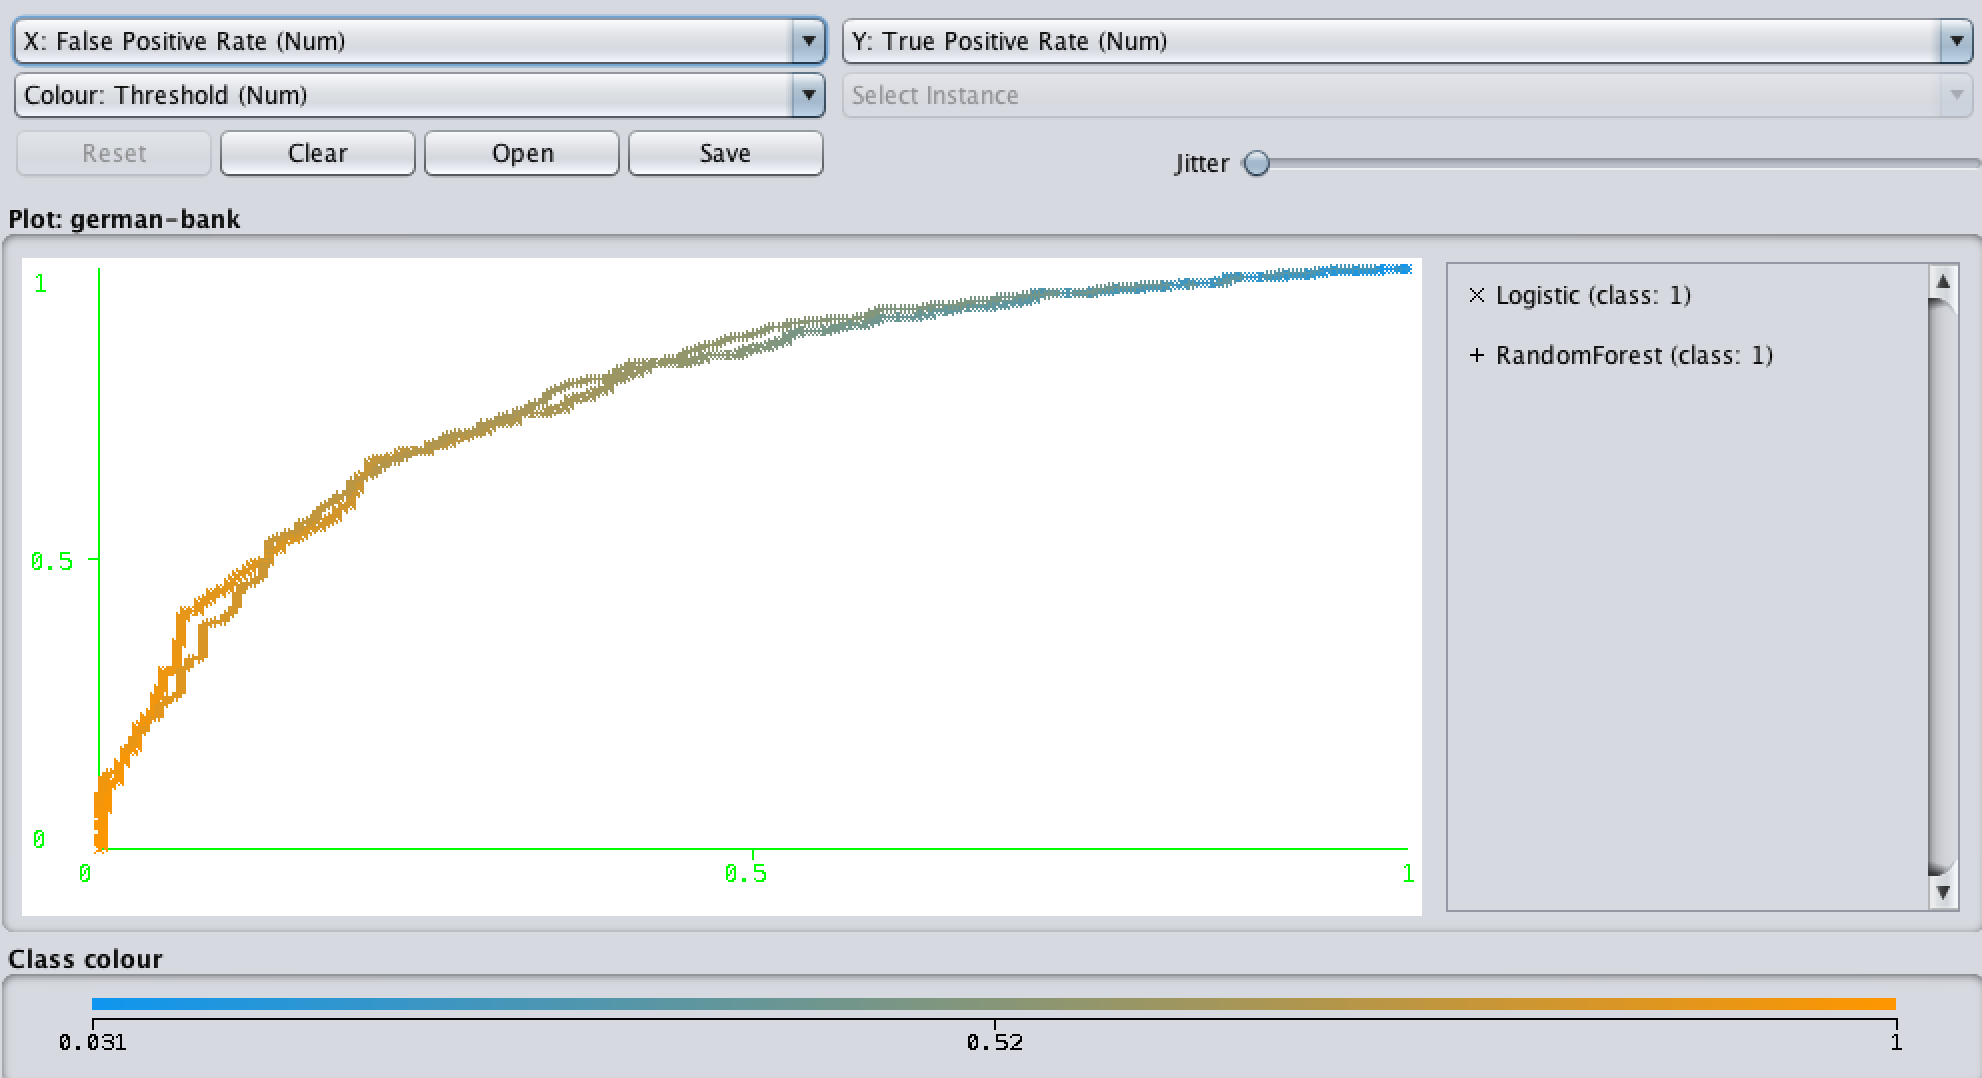 X: False Positive Rate (Num)
Y: True Positive Rate (Num)
Colour: Threshold (Num)
Select Instance
Reset
Clear
Open
Save
Jitter
Plot: german-bank
1
0.5
0
0
0.5
1
Logistic (class: 1)
RandomForest (class: 1)
Class colour
0.031
0.52
1